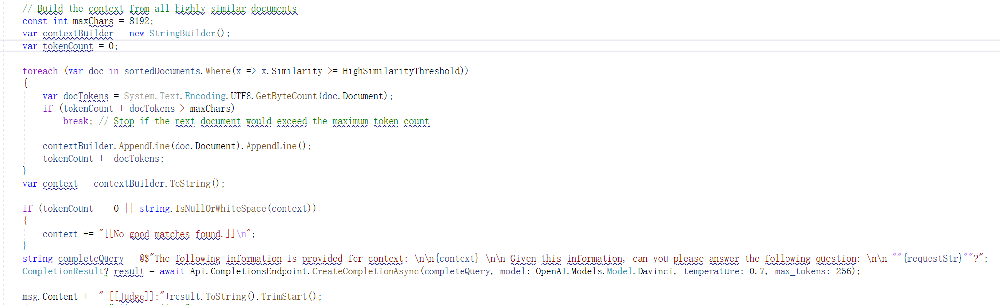 // Build the context from all highly similar documents
const int maxChars = 8192;
var contextBuilder = new StringBuilder();
var tokenCount = 0;
foreach (var doc in sortedDocuments.Where(x => x.Similarity >= HighSimilarityThreshold))
{
var docTokens = System.Text.Encoding.UTF8.GetByteCount(doc.Document);
if (tokenCount + docTokens > maxChars)
break; // Stop if the next document would exceed the maximum token count
contextBuilder.AppendLine(doc.Document).AppendLine();
tokenCount += docTokens;
}
var context = contextBuilder.ToString();
if (tokenCount == 0 || string.IsNullOrWhiteSpace(context))
{
context += "[[No good matches found.]]\n";
}
string completeQuery = @$"The following information is provided for context: \n\n{context} \n\n Given this information, can you please answer the following question: \n\n ""{requestStr}""?";
CompletionResult? result = await Api.CompletionsEndpoint.CreateCompletionAsync(completeQuery, model: OpenAI.Models.Model.Davinci, temperature: 0.7, max_tokens: 256);
msg.Content += " [[Judge]]:"+result.ToString().TrimStart();